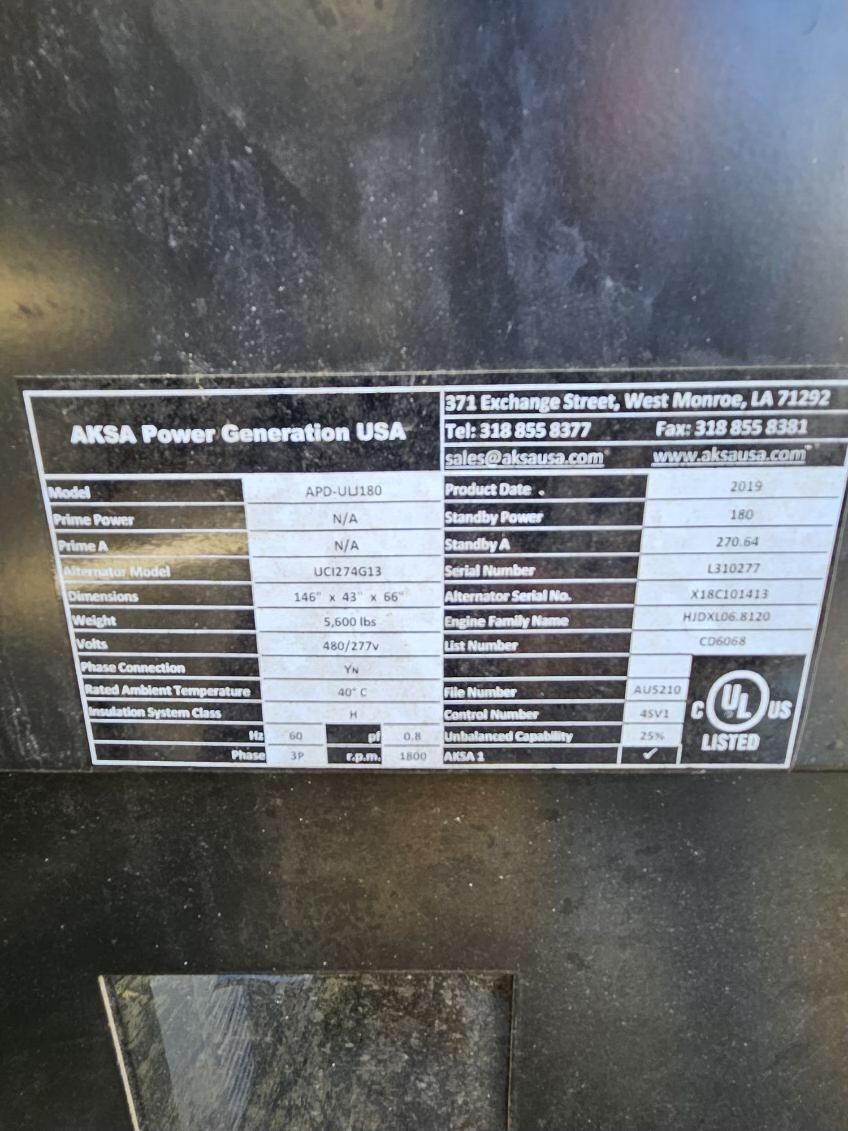 AKSA Power Generation USA
371 Exchange Street, West Monroe, LA 71292
Tel: 318 855 8377 Fax: 318 855 8381
sales@aksausa.com www.aksausa.com
Model APD-ULJ180 Product Date 2019
Prime Power N/A Standby Power 180
Prime A N/A Standby A 270.64
Alternator Model UCI274G13 Serial Number L310277
Dimensions 146" x 43" x 66" Alternator Serial No. X18C101413
Weight 5,600 lbs Engine Family Name HJDXL06.8120
Volts 480/277v List Number CD6068
Phase Connection YN
Rated Ambient Temperature 40° C File Number AU5210
Insulation System Class H Control Number 45V1
Hz 60 pf 0.8 Unbalanced Capability 25%
Phase 3P r.p.m. 1800 AKSA 1 ✓
C UL US
LISTED